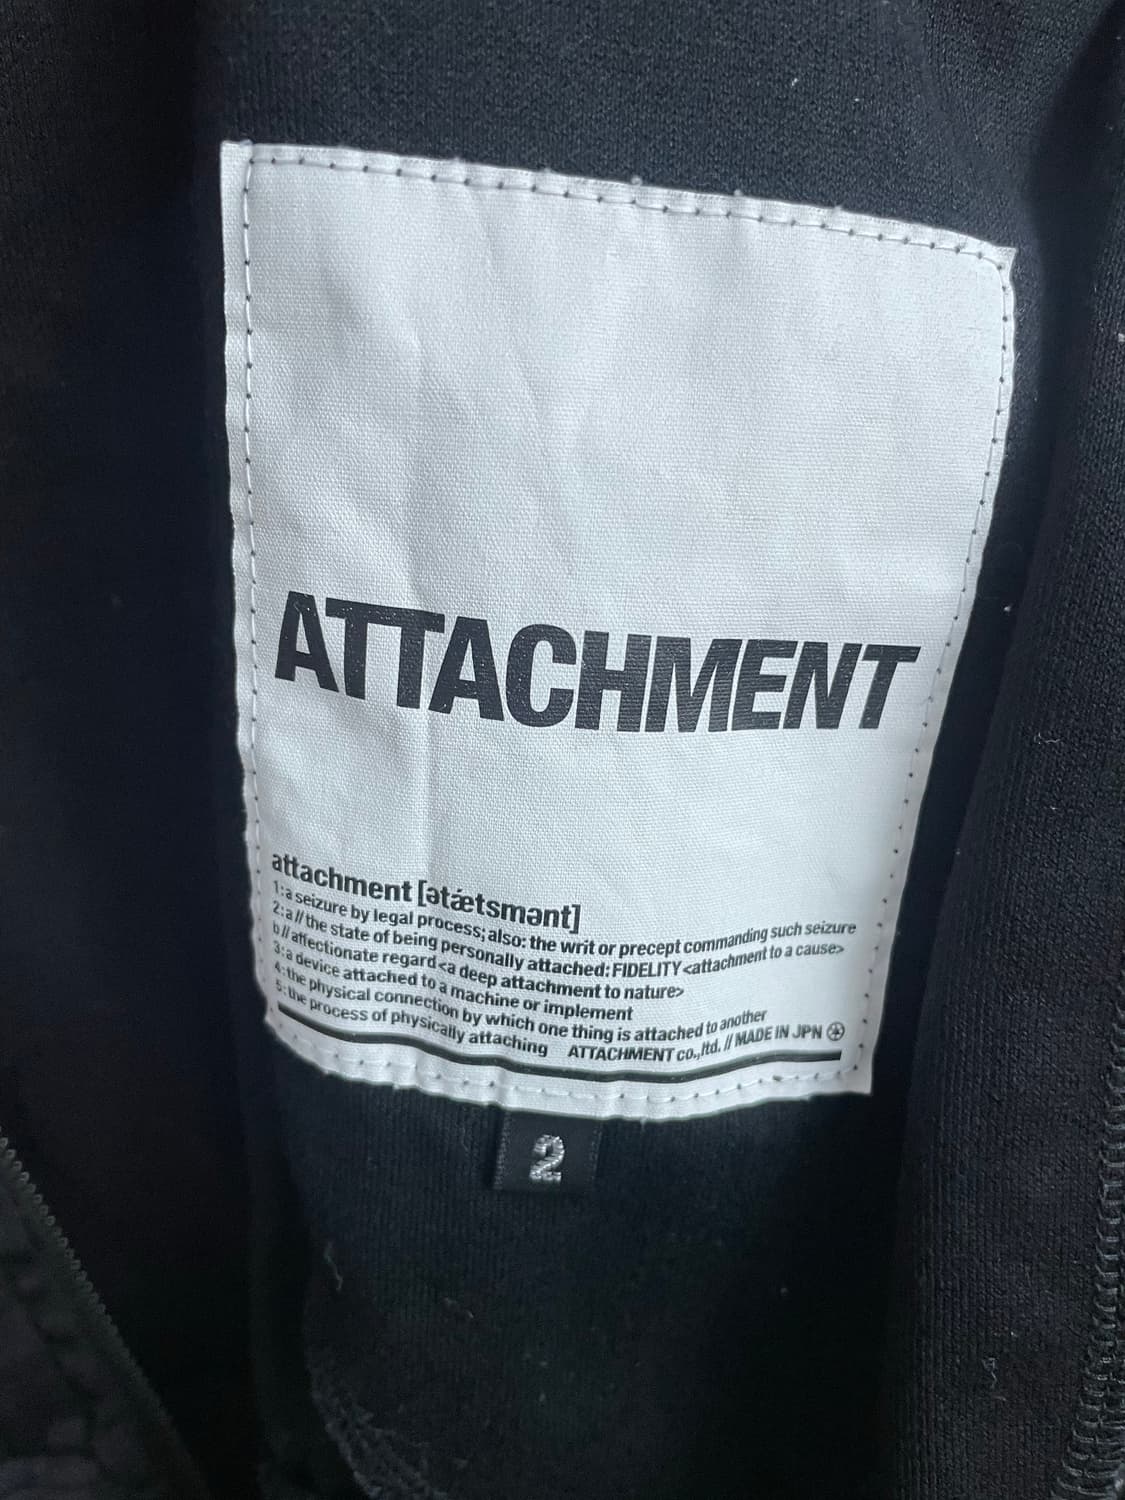 ATTACHMENT
attachment [ətǽtsmənt]
1:a seizure by legal process; also: the writ or precept commanding such seizure
2:a//the state of being personally attached: FIDELITY<attachment to a cause>
b//affectionate regard<a deep attachment to nature>
3:a device attached to a machine or implement
4:the physical connection by which one thing is attached to another
5:the process of physically attaching ATTACHMENT co.,ltd. // MADE IN JPN
2